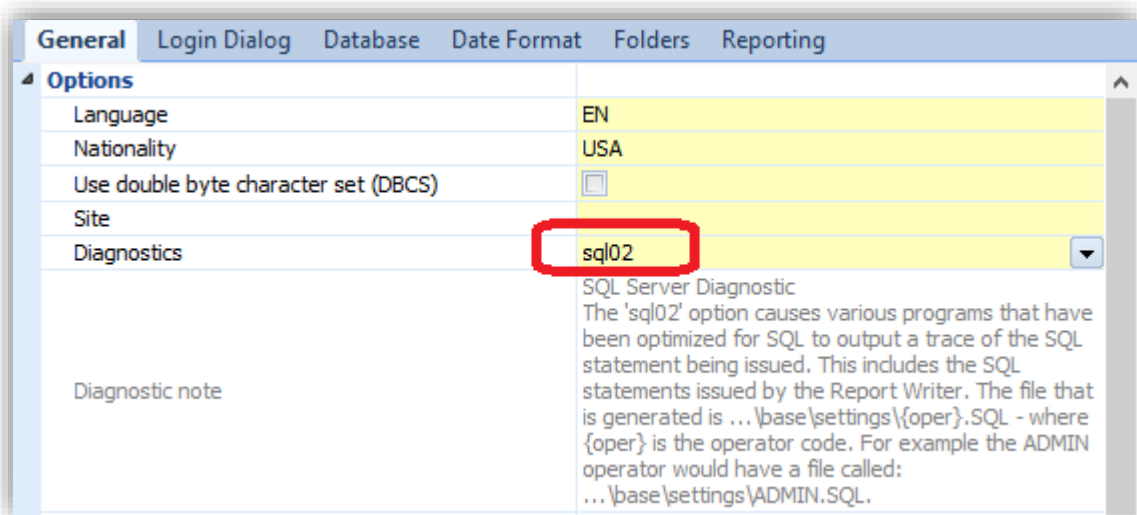 General Login Dialog Database Date Format Folders Reporting
Options
Language EN
Nationality USA
Use double byte character set (DBCS)
Site
Diagnostics sql02
Diagnostic note
SQL Server Diagnostic
The 'sql02' option causes various programs that have
been optimized for SQL to output a trace of the SQL
statement being issued. This includes the SQL
statements issued by the Report Writer. The file that
is generated is ...\base\settings\{oper}.SQL - where
{oper} is the operator code. For example the ADMIN
operator would have a file called:
...\base\settings\ADMIN.SQL.